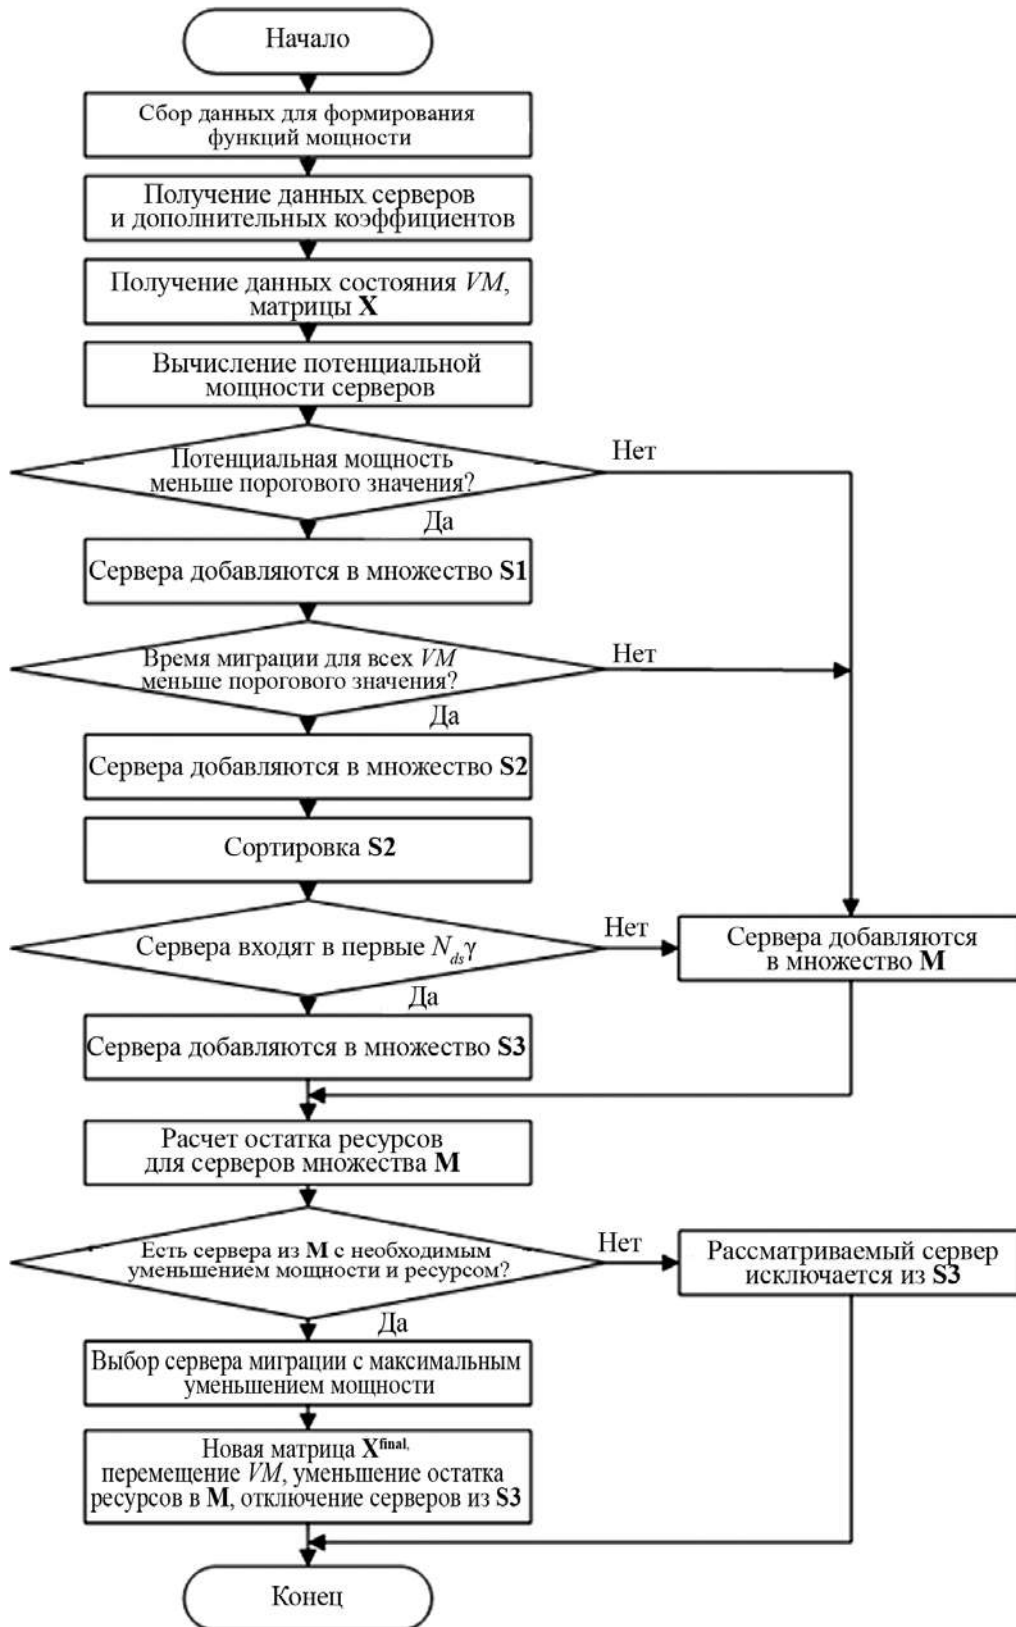 Начало
Сбор данных для формирования
функций мощности
Получение данных серверов
и дополнительных коэффициентов
Получение данных состояния VM,
матрицы X
Вычисление потенциальной
мощности серверов
Потенциальная мощность
меньше порогового значения?
Нет
Да
Сервера добавляются в множество S1
Время миграции для всех VM
меньше порогового значения?
Нет
Да
Сервера добавляются в множество S2
Сортировка S2
Сервера входят в первые N_ds γ
Нет
Сервера добавляются
в множество M
Да
Сервера добавляются в множество S3
Расчет остатка ресурсов
для серверов множества M
Есть сервера из M с необходимым
уменьшением мощности и ресурсом?
Нет
Рассматриваемый сервер
исключается из S3
Да
Выбор сервера миграции с максимальным
уменьшением мощности
Новая матрица X^final,
перемещение VM, уменьшение остатка
ресурсов в M, отключение серверов из S3
Конец